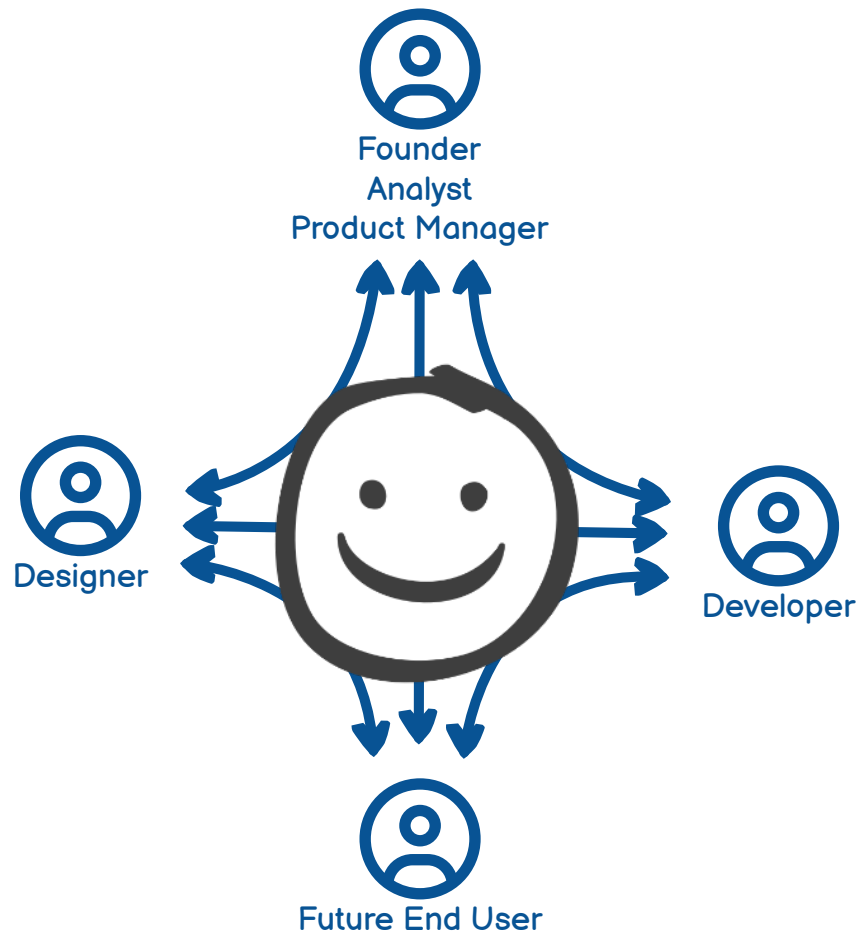 Founder
Analyst
Product Manager
Designer
Developer
Future End User